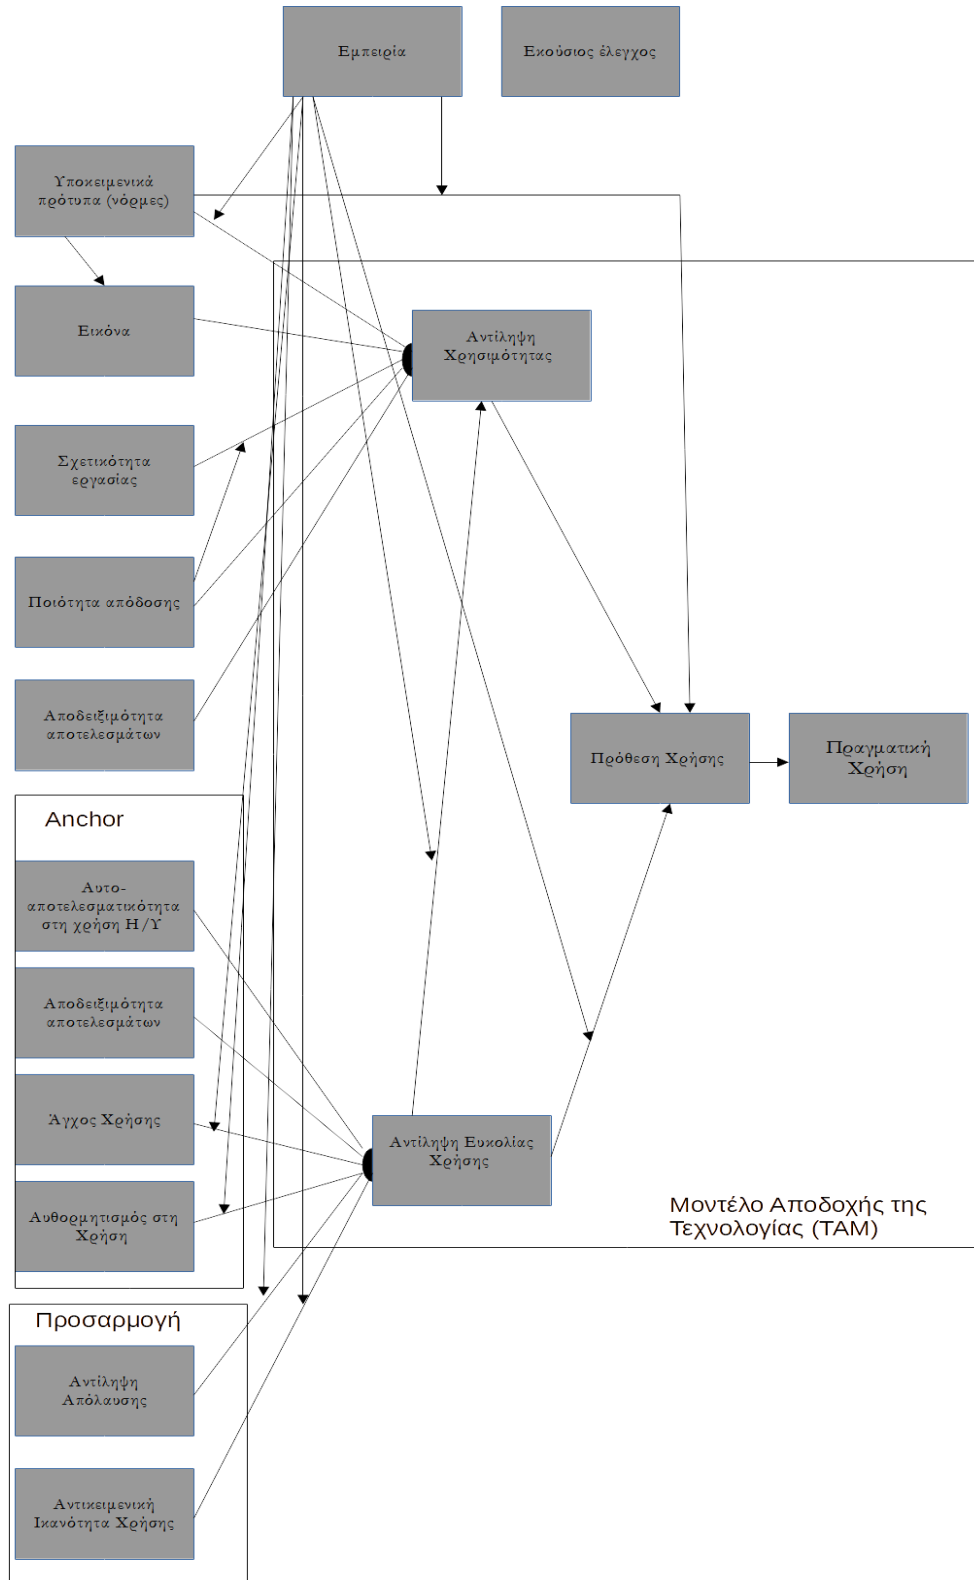 Εμπειρία
Εκούσιος έλεγχος
Υποκειμενικά
πρότυπα (νόρμες)
Εικόνα
Αντίληψη
Χρησιμότητας
Σχετικότητα
εργασίας
Ποιότητα απόδοσης
Αποδειξιμότητα
αποτελεσμάτων
Πρόθεση Χρήσης
Πραγματική
Χρήση
Anchor
Αυτο-
αποτελεσματικότητα
στη χρήση Η/Υ
Αποδειξιμότητα
αποτελεσμάτων
Άγχος Χρήσης
Αντίληψη Ευκολίας
Χρήσης
Αυθορμητισμός στη
Χρήση
Μοντέλο Αποδοχής της
Τεχνολογίας (TAM)
Προσαρμογή
Αντίληψη
Απόλαυσης
Αντικειμενική
Ικανότητα Χρήσης